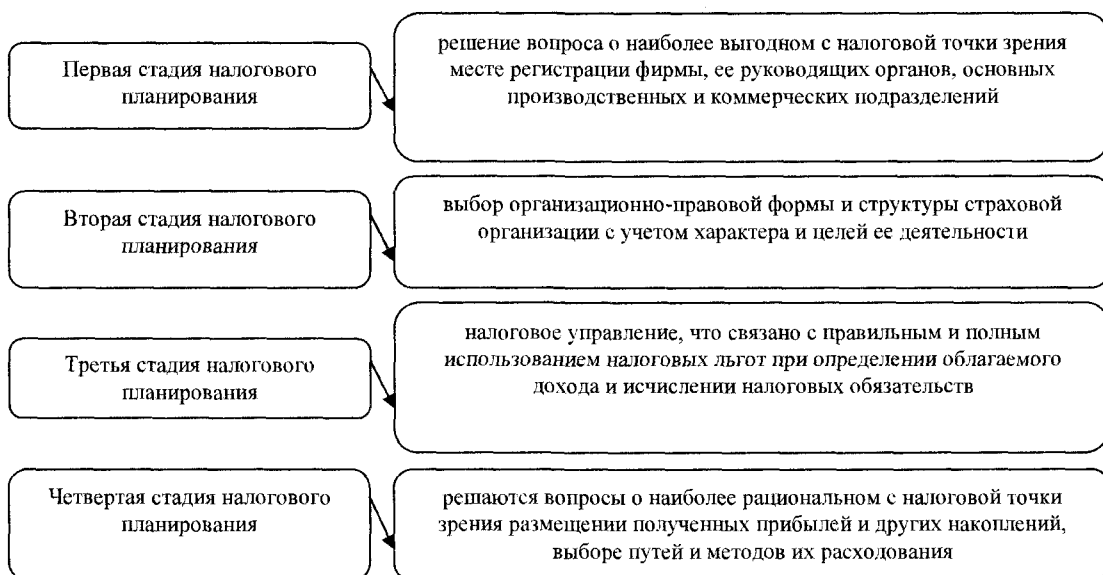 Первая стадия налогового
планирования
решение вопроса о наиболее выгодном с налоговой точки зрения
месте регистрации фирмы, ее руководящих органов, основных
производственных и коммерческих подразделений
Вторая стадия налогового
планирования
выбор организационно-правовой формы и структуры страховой
организации с учетом характера и целей ее деятельности
Третья стадия налогового
планирования
налоговое управление, что связано с правильным и полным
использованием налоговых льгот при определении облагаемого
дохода и исчислении налоговых обязательств
Четвертая стадия налогового
планирования
решаются вопросы о наиболее рациональном с налоговой точки
зрения размещении полученных прибылей и других накоплений,
выборе путей и методов их расходования